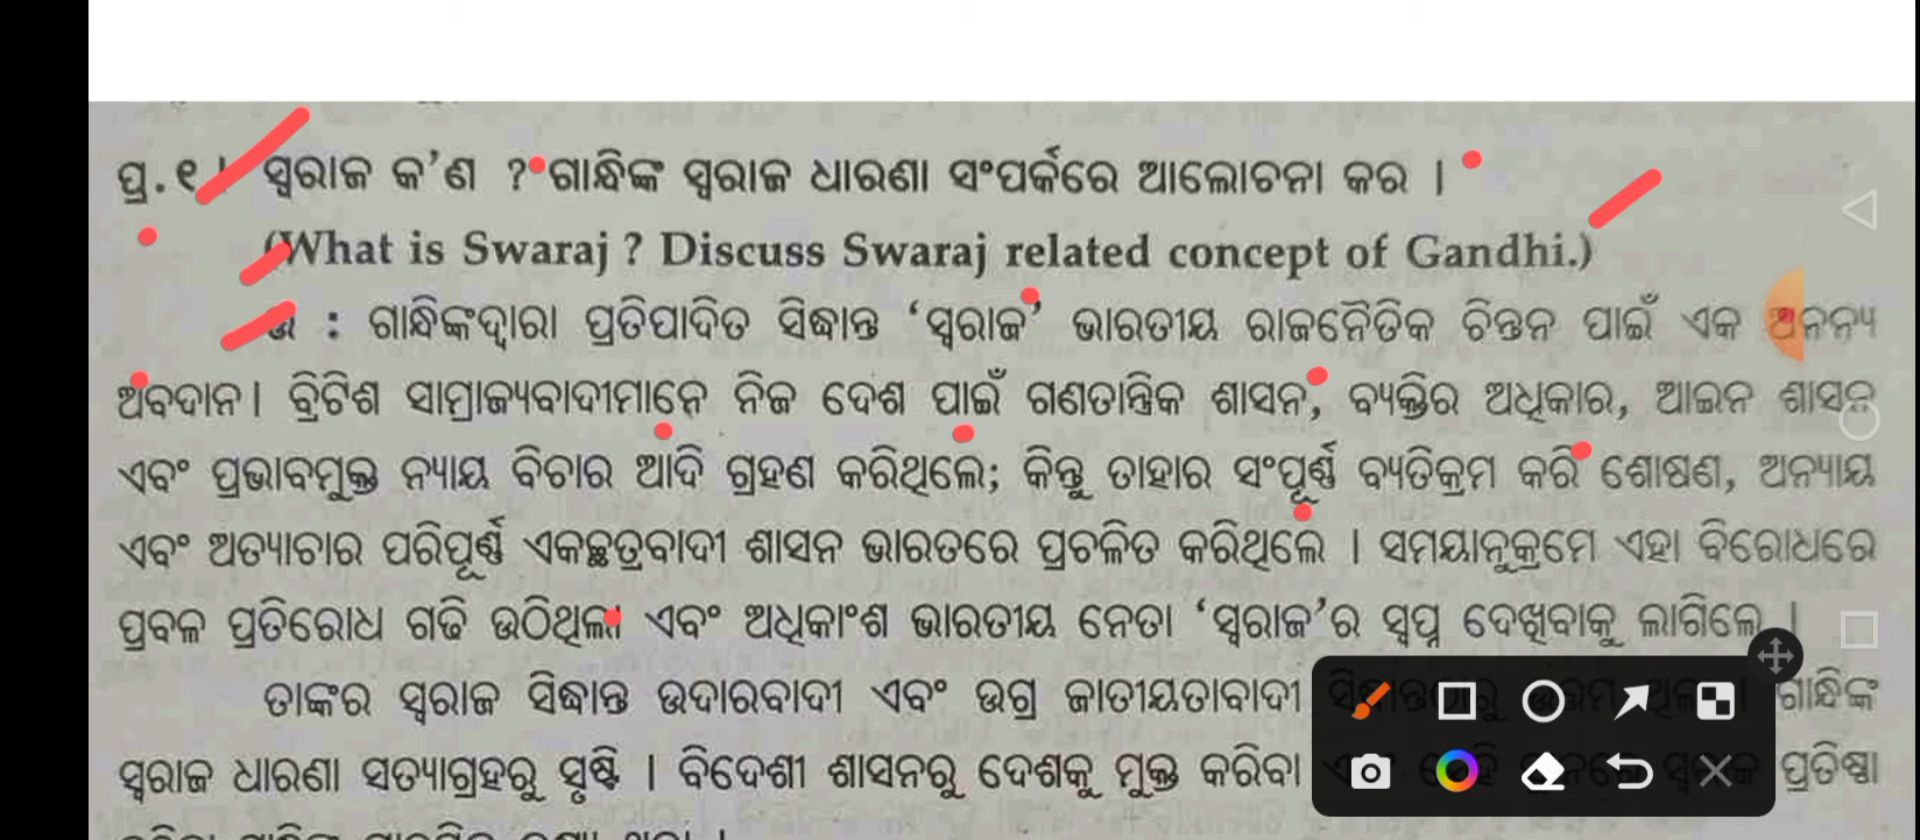 ପ୍ର.୧। ସ୍ୱରାଜ କ'ଣ ? ଗାନ୍ଧିଙ୍କ ସ୍ୱରାଜ ଧାରଣା ସଂପର୍କରେ ଆଲୋଚନା କର ।
(What is Swaraj ? Discuss Swaraj related concept of Gandhi.)
ଉ : ଗାନ୍ଧିଙ୍କଦ୍ୱାରା ପ୍ରତିପାଦିତ ସିଦ୍ଧାନ୍ତ ‘ସ୍ୱରାଜ’ ଭାରତୀୟ ରାଜନୈତିକ ଚିନ୍ତନ ପାଇଁ ଏକ ଅନନ୍ୟ
ଅବଦାନ। ବ୍ରିଟିଶ ସାମ୍ରାଜ୍ୟବାଦୀମାନେ ନିଜ ଦେଶ ପାଇଁ ଗଣତାନ୍ତ୍ରିକ ଶାସନ, ବ୍ୟକ୍ତିର ଅଧିକାର, ଆଇନ ଶାସନ
ଏବଂ ପ୍ରଭାବମୁକ୍ତ ନ୍ୟାୟ ବିଚାର ଆଦି ଗ୍ରହଣ କରିଥିଲେ; କିନ୍ତୁ ତାହାର ସଂପୂର୍ଣ୍ଣ ବ୍ୟତିକ୍ରମ କରି ଶୋଷଣ, ଅନ୍ୟାୟ
ଏବଂ ଅତ୍ୟାଚାର ପରିପୂର୍ଣ୍ଣ ଏକଚ୍ଛତ୍ରବାଦୀ ଶାସନ ଭାରତରେ ପ୍ରଚଳିତ କରିଥିଲେ । ସମୟାନୁକ୍ରମେ ଏହା ବିରୋଧରେ
ପ୍ରବଳ ପ୍ରତିରୋଧ ଗଢି ଉଠିଥିଲା ଏବଂ ଅଧିକାଂଶ ଭାରତୀୟ ନେତା ‘ସ୍ୱରାଜ’ର ସ୍ୱପ୍ନ ଦେଖିବାକୁ ଲାଗିଲେ ।
ତାଙ୍କର ସ୍ୱରାଜ ସିଦ୍ଧାନ୍ତ ଉଦାରବାଦୀ ଏବଂ ଉଗ୍ର ଜାତୀୟତାବାଦୀ ଗାନ୍ଧିଙ୍କ
ସ୍ୱରାଜ ଧାରଣା ସତ୍ୟାଗ୍ରହରୁ ସୃଷ୍ଟି । ବିଦେଶୀ ଶାସନରୁ ଦେଶକୁ ମୁକ୍ତ କରିବା ପ୍ରତିଷ୍ଠା